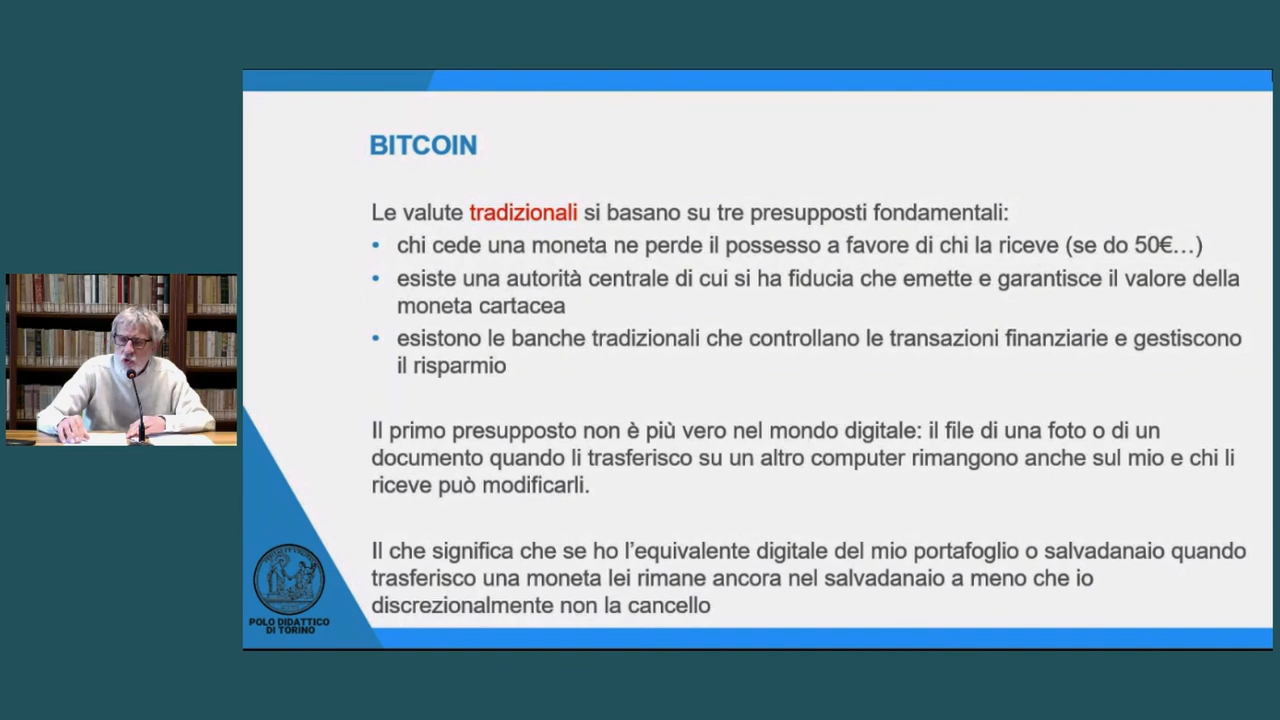 BITCOIN
Le valute tradizionali si basano su tre presupposti fondamentali:
• chi cede una moneta ne perde il possesso a favore di chi la riceve (se do 50€…)
• esiste una autorità centrale di cui si ha fiducia che emette e garantisce il valore della
moneta cartacea
• esistono le banche tradizionali che controllano le transazioni finanziarie e gestiscono
il risparmio
Il primo presupposto non è più vero nel mondo digitale: il file di una foto o di un
documento quando li trasferisco su un altro computer rimangono anche sul mio e chi li
riceve può modificarli.
Il che significa che se ho l’equivalente digitale del mio portafoglio o salvadanaio quando
trasferisco una moneta lei rimane ancora nel salvadanaio a meno che io
discrezionalmente non la cancello
POLO DIDATTICO
DI TORINO